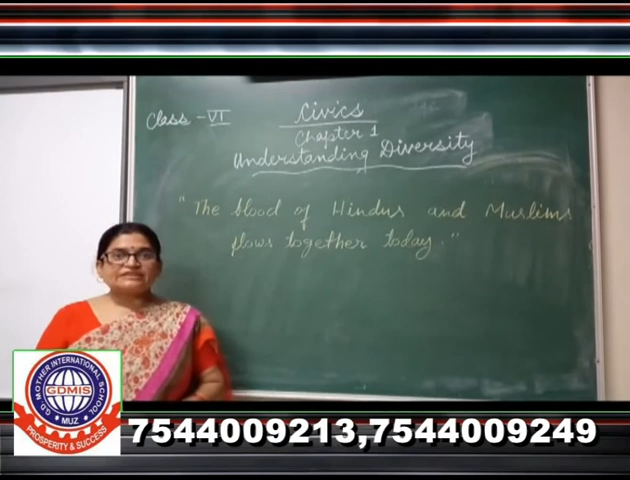 Class - VI
Civics
Chapter 1
Understanding Diversity
"The blood of Hindus and Muslims
flows together today."
G.D. MOTHER INTERNATIONAL SCHOOL
GDMIS
MUZ
PROSPERITY & SUCCESS
7544009213,7544009249